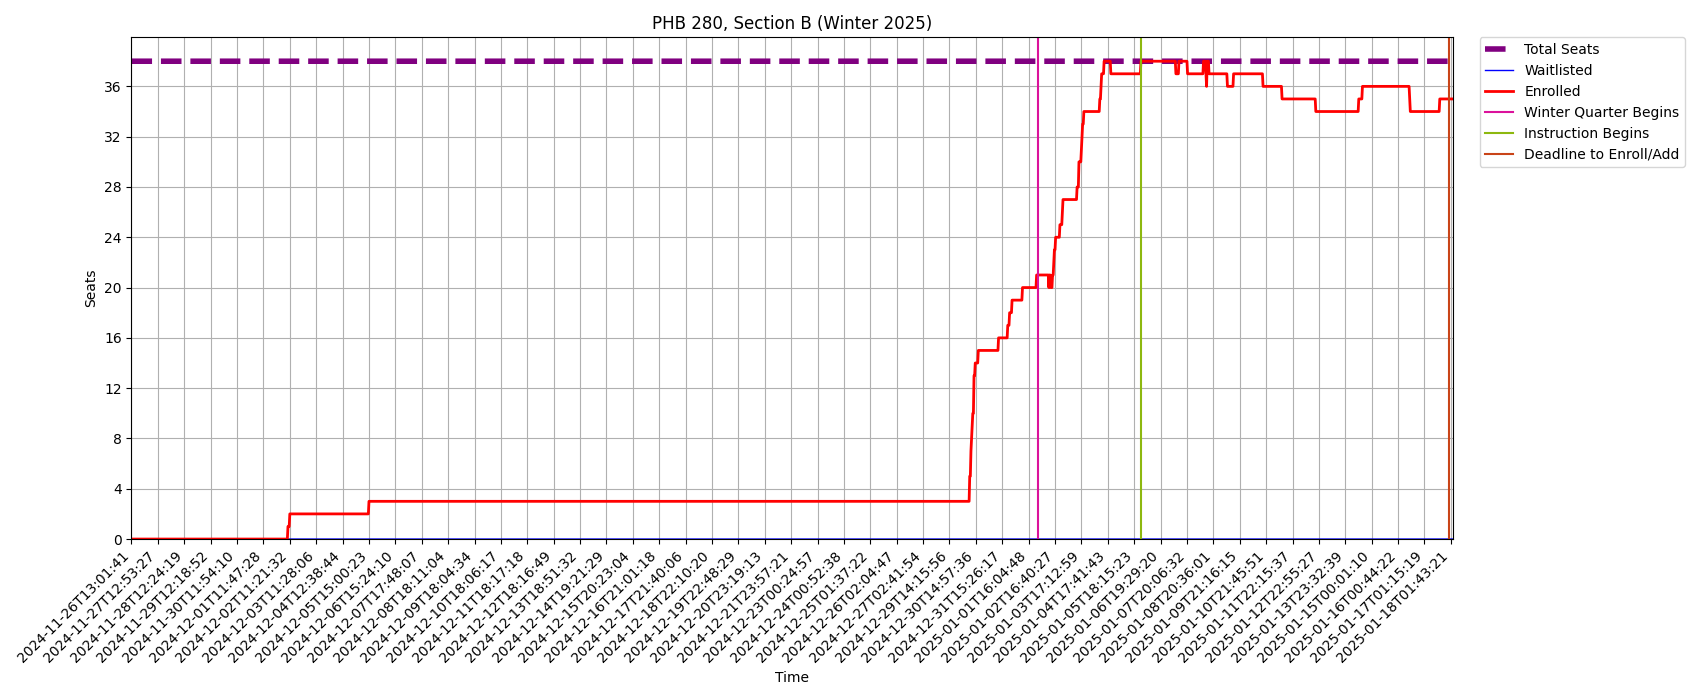 PHB 280, Section B (Winter 2025)
Total Seats
Waitlisted
Enrolled
Winter Quarter Begins
Instruction Begins
Deadline to Enroll/Add
Seats
36
32
28
24
20
16
12
8
4
0
2024-11-26T13:01:41
2024-11-27T12:53:27
2024-11-28T12:24:19
2024-11-29T12:18:52
2024-11-30T11:54:10
2024-12-01T11:47:28
2024-12-02T11:21:32
2024-12-03T11:28:06
2024-12-04T12:38:44
2024-12-05T15:00:23
2024-12-06T15:24:10
2024-12-07T17:48:07
2024-12-08T18:11:04
2024-12-09T18:04:34
2024-12-10T18:06:17
2024-12-11T18:17:18
2024-12-12T18:16:49
2024-12-13T18:51:32
2024-12-14T19:21:29
2024-12-15T20:23:04
2024-12-16T21:01:18
2024-12-17T21:40:06
2024-12-18T22:10:20
2024-12-19T22:48:29
2024-12-20T23:19:13
2024-12-21T23:57:21
2024-12-23T00:24:57
2024-12-24T00:52:38
2024-12-25T01:37:22
2024-12-26T02:04:47
2024-12-27T02:41:54
2024-12-29T14:15:56
2024-12-30T14:57:36
2024-12-31T15:26:17
2025-01-01T16:04:48
2025-01-02T16:40:27
2025-01-03T17:12:59
2025-01-04T17:41:43
2025-01-05T18:15:23
2025-01-06T19:29:20
2025-01-07T20:06:32
2025-01-08T20:36:01
2025-01-09T21:16:15
2025-01-10T21:45:51
2025-01-11T22:15:37
2025-01-12T22:55:27
2025-01-13T23:32:39
2025-01-15T00:01:10
2025-01-16T00:44:22
2025-01-17T01:15:19
2025-01-18T01:43:21
Time